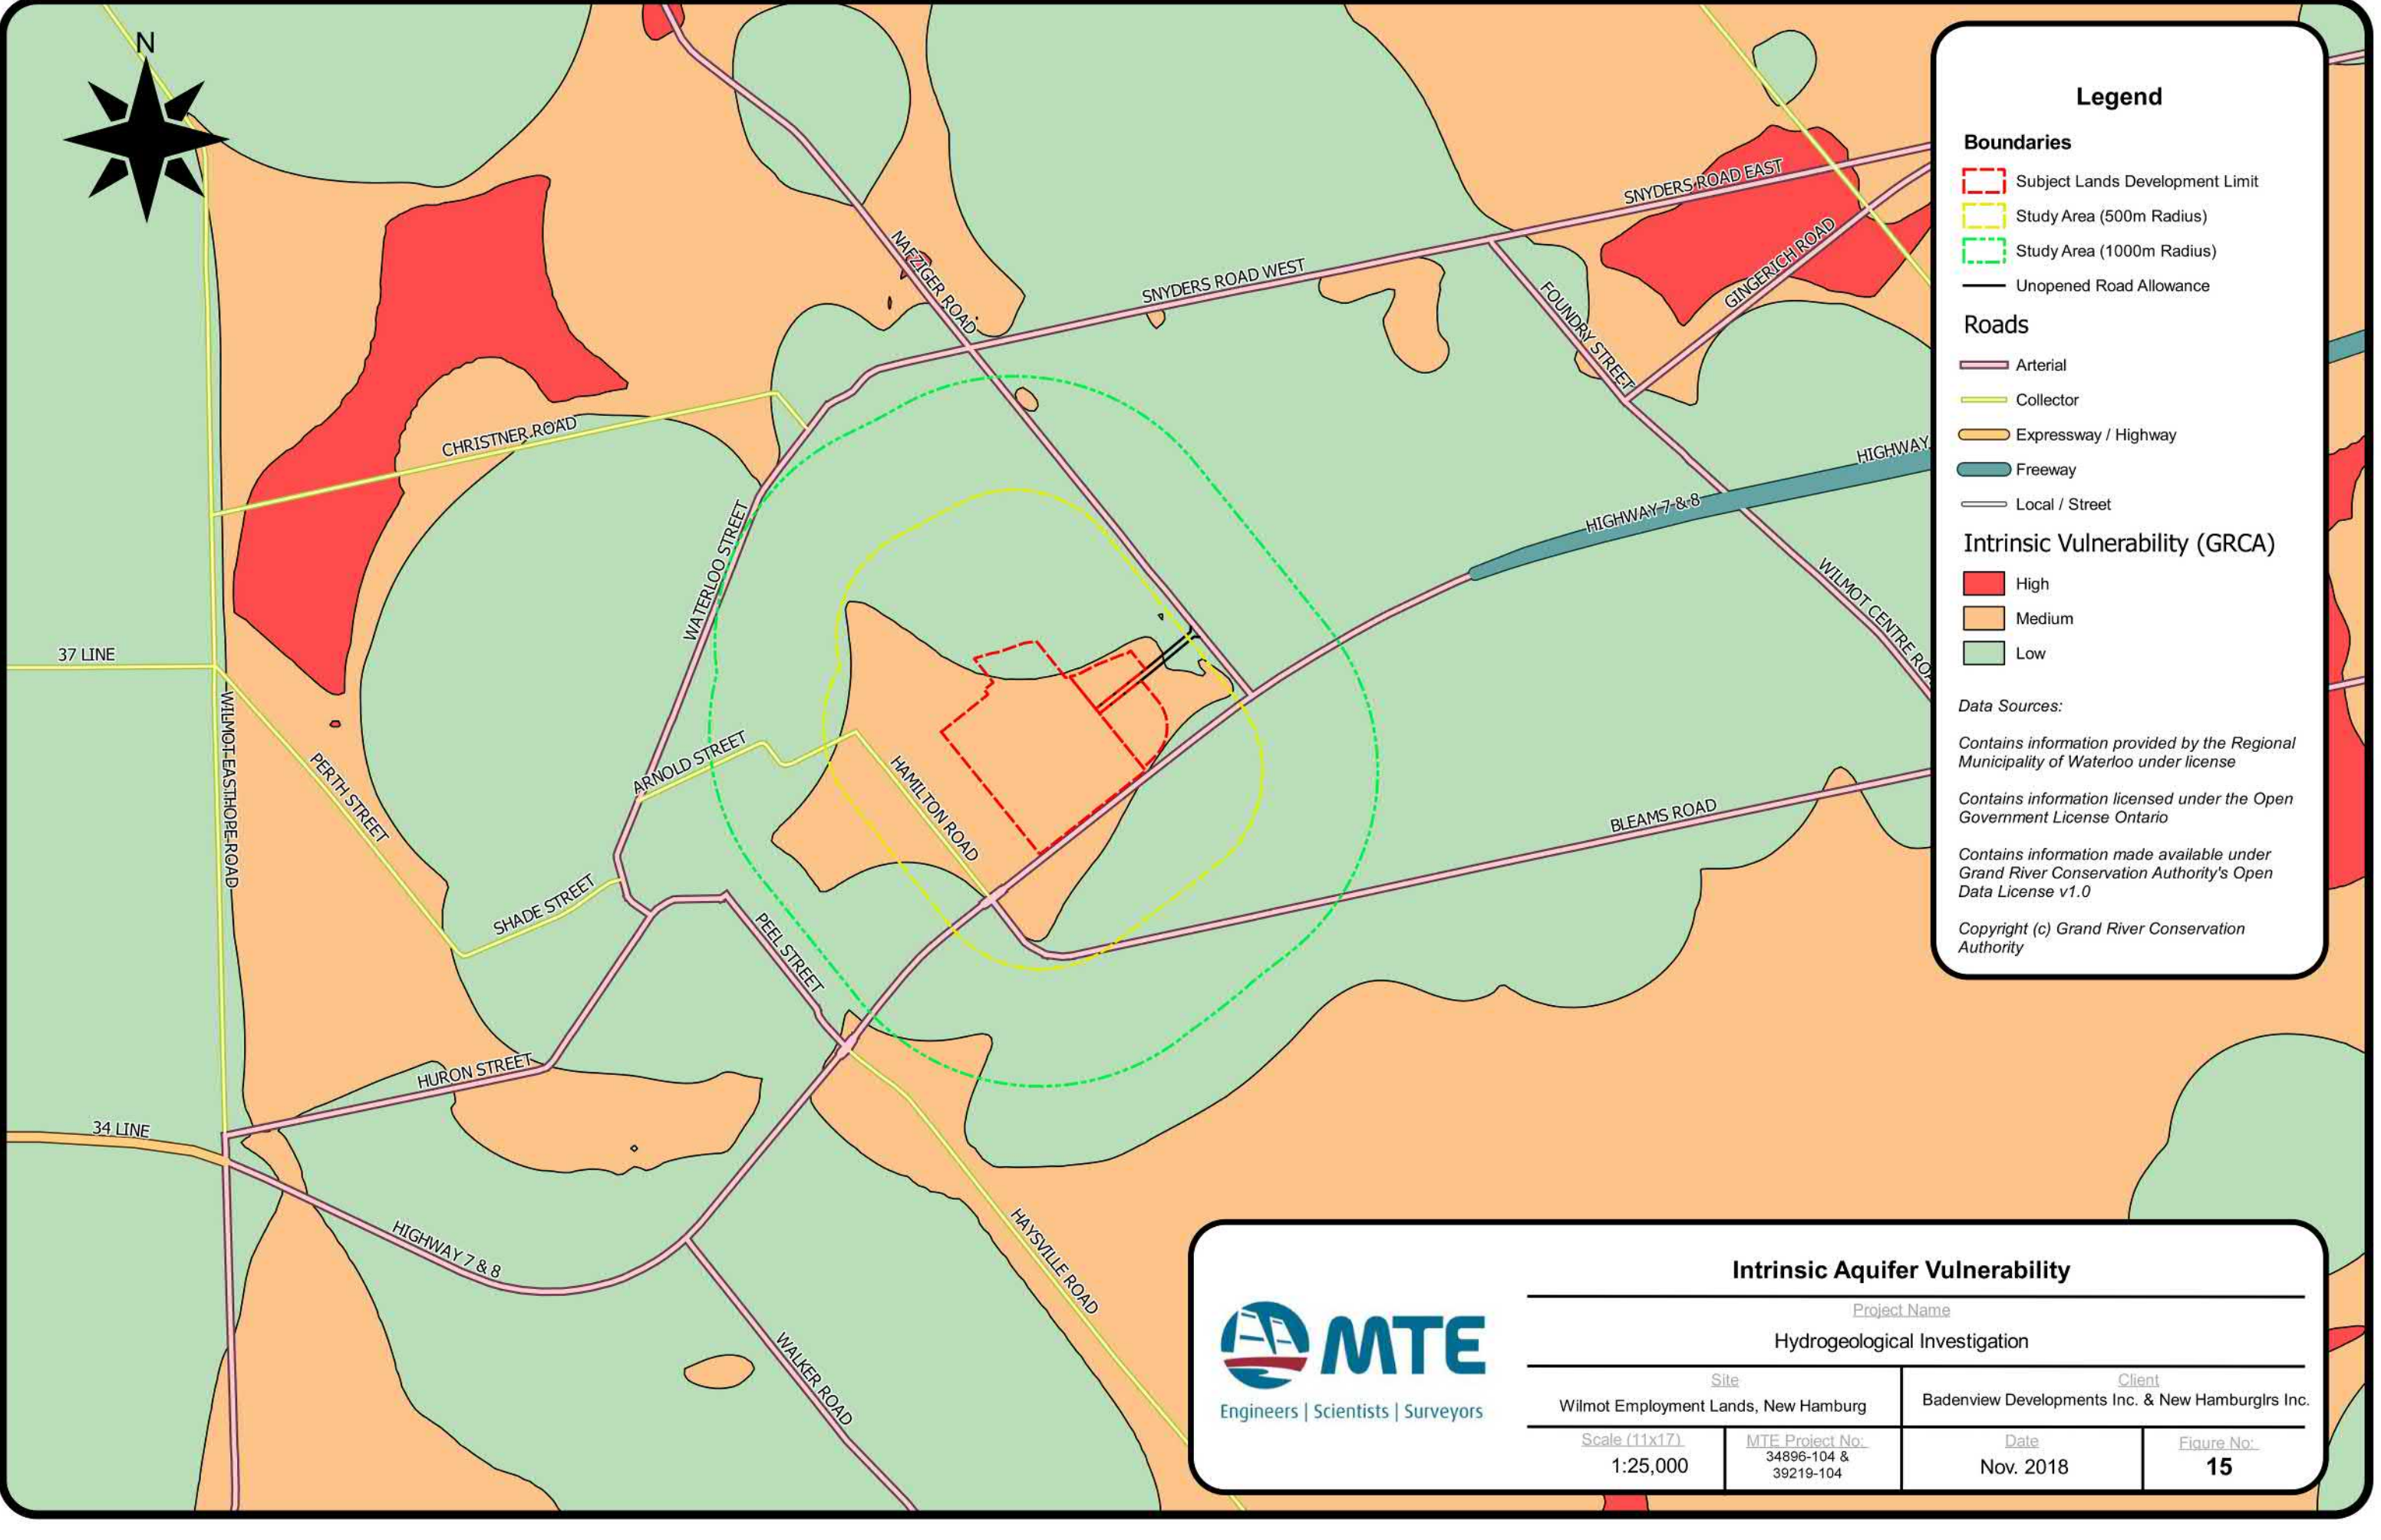 N
SNYDERS ROAD EAST
NAFZIGER ROAD
SNYDERS ROAD WEST
GINGERICH ROAD
FOUNDRY STREET
CHRISTNER ROAD
HIGHWAY
HIGHWAY 7 & 8
WATERLOO STREET
WILMOT CENTRE ROA
37 LINE
WILMOT-EASTHOPE ROAD
PERTH STREET
ARNOLD STREET
HAMILTON ROAD
BLEAMS ROAD
SHADE STREET
PEEL STREET
HURON STREET
34 LINE
HIGHWAY 7 & 8
HAYSVILLE ROAD
WALKER ROAD
Legend
Boundaries
Subject Lands Development Limit
Study Area (500m Radius)
Study Area (1000m Radius)
Unopened Road Allowance
Roads
Arterial
Collector
Expressway / Highway
Freeway
Local / Street
Intrinsic Vulnerability (GRCA)
High
Medium
Low
Data Sources:
Contains information provided by the Regional
Municipality of Waterloo under license
Contains information licensed under the Open
Government License Ontario
Contains information made available under
Grand River Conservation Authority's Open
Data License v1.0
Copyright (c) Grand River Conservation
Authority
MTE
Engineers | Scientists | Surveyors
Intrinsic Aquifer Vulnerability
Project Name
Hydrogeological Investigation
Site
Wilmot Employment Lands, New Hamburg
Client
Badenview Developments Inc. & New Hamburglrs Inc.
Scale (11x17)
1:25,000
MTE Project No:
34896-104 &
39219-104
Date
Nov. 2018
Figure No:
15